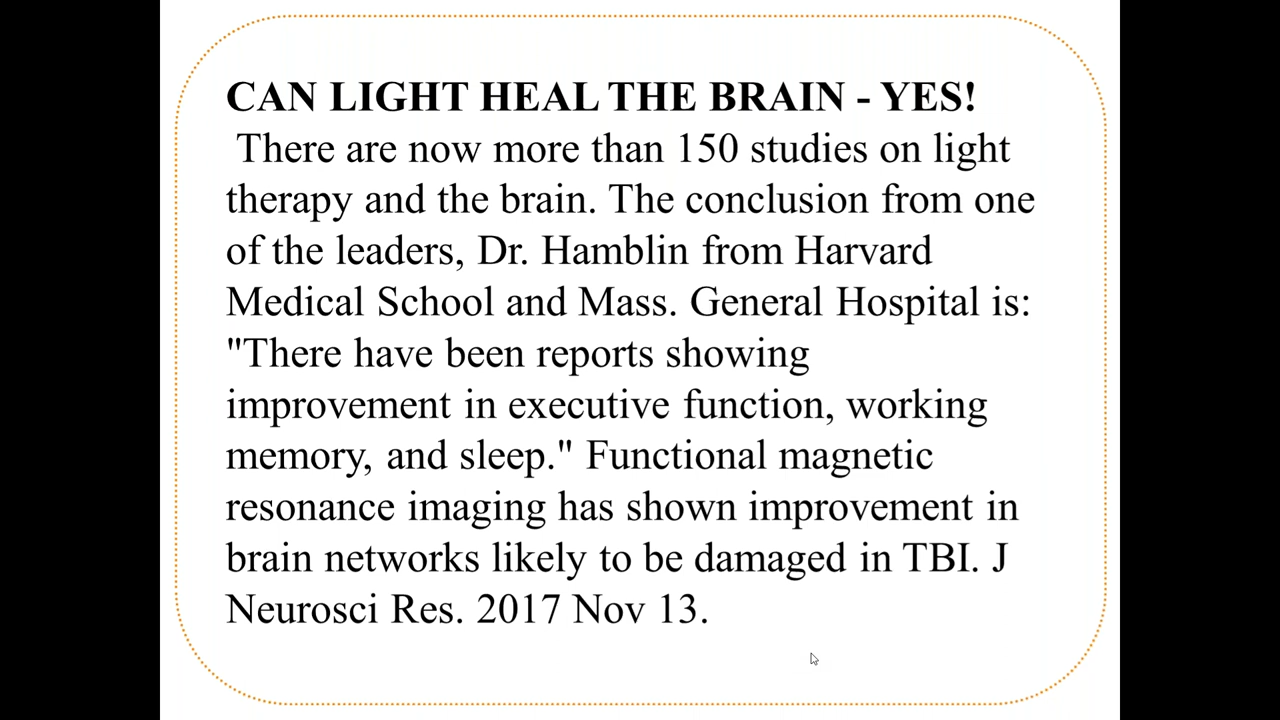 CAN LIGHT HEAL THE BRAIN - YES!
There are now more than 150 studies on light
therapy and the brain. The conclusion from one
of the leaders, Dr. Hamblin from Harvard
Medical School and Mass. General Hospital is:
"There have been reports showing
improvement in executive function, working
memory, and sleep." Functional magnetic
resonance imaging has shown improvement in
brain networks likely to be damaged in TBI. J
Neurosci Res. 2017 Nov 13.